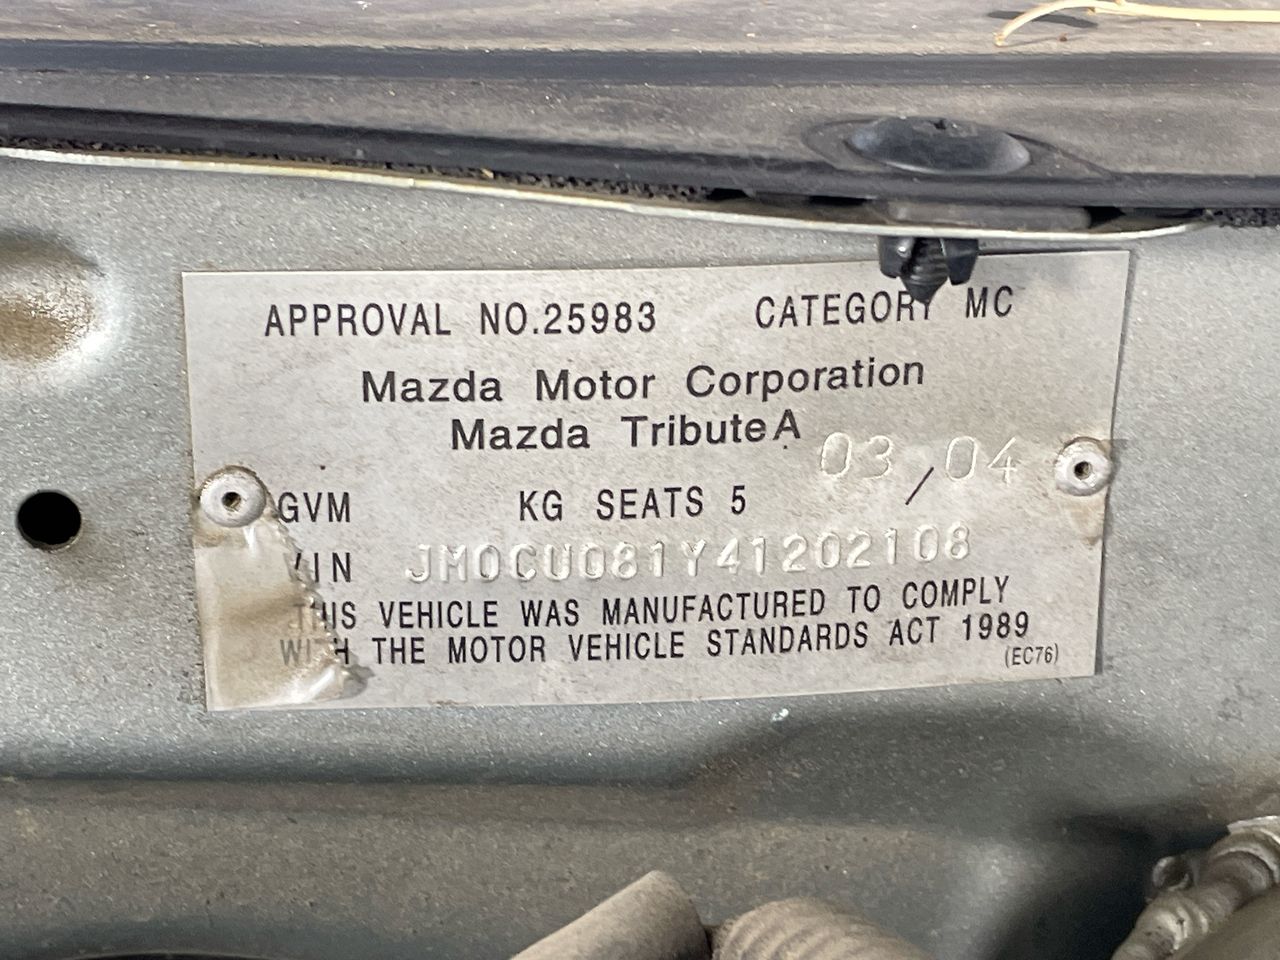 APPROVAL NO.25983 CATEGORY MC
Mazda Motor Corporation
Mazda Tribute A
03/04
GVM KG SEATS 5
VIN JM0CU081Y41202108
THIS VEHICLE WAS MANUFACTURED TO COMPLY
WITH THE MOTOR VEHICLE STANDARDS ACT 1989
(EC76)